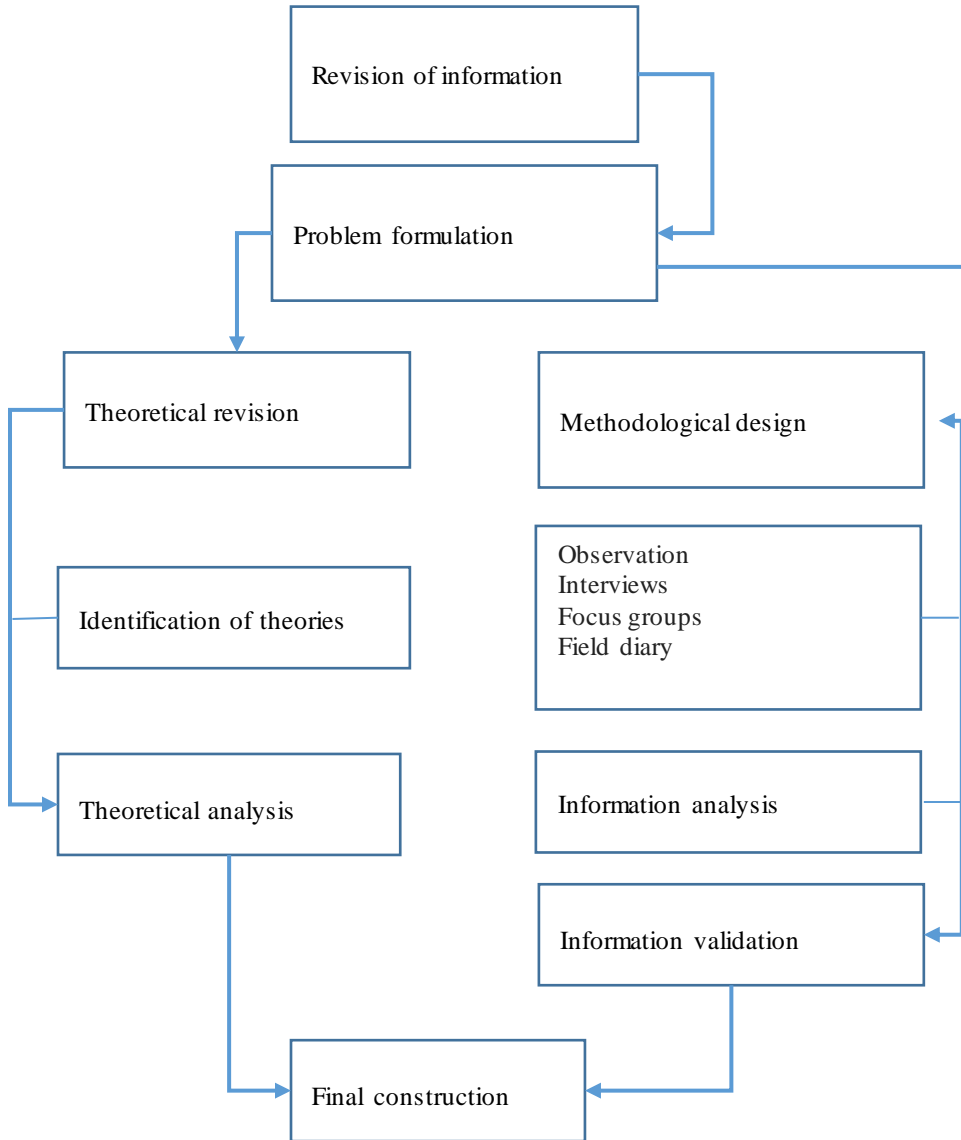 Revision of information
Problem formulation
Theoretical revision
Methodological design
Observation
Interviews
Focus groups
Field diary
Identification of theories
Theoretical analysis
Information analysis
Information validation
Final construction